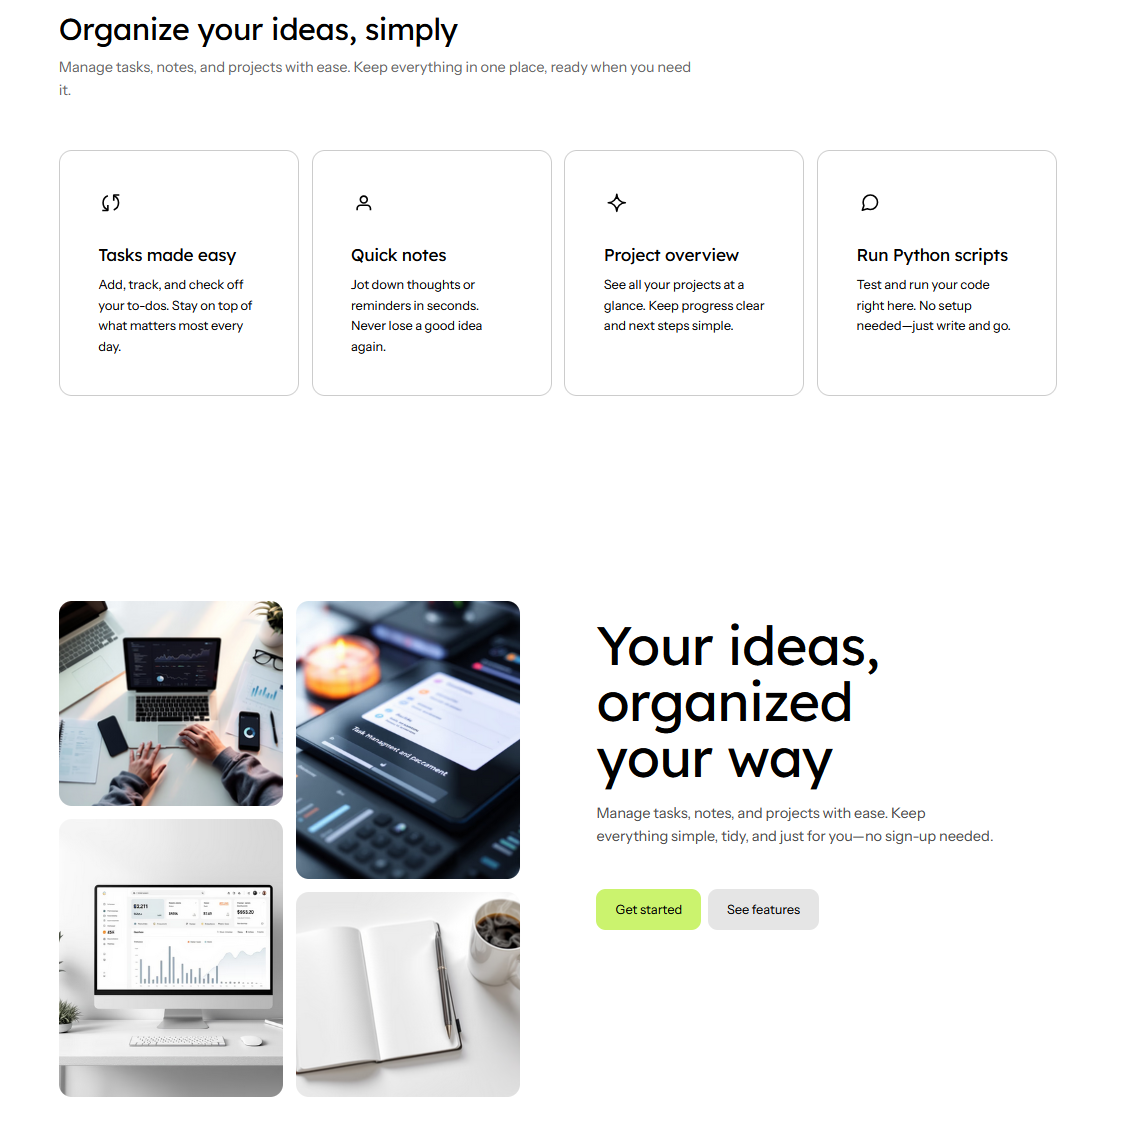 Organize your ideas, simply
Manage tasks, notes, and projects with ease. Keep everything in one place, ready when you need
it.
Tasks made easy
Add, track, and check off
your to-dos. Stay on top of
what matters most every
day.
Quick notes
Jot down thoughts or
reminders in seconds.
Never lose a good idea
again.
Project overview
See all your projects at a
glance. Keep progress clear
and next steps simple.
Run Python scripts
Test and run your code
right here. No setup
needed—just write and go.
Task Managment and paccament
$3,211
Your ideas,
organized
your way
Manage tasks, notes, and projects with ease. Keep
everything simple, tidy, and just for you—no sign-up needed.
Get started
See features